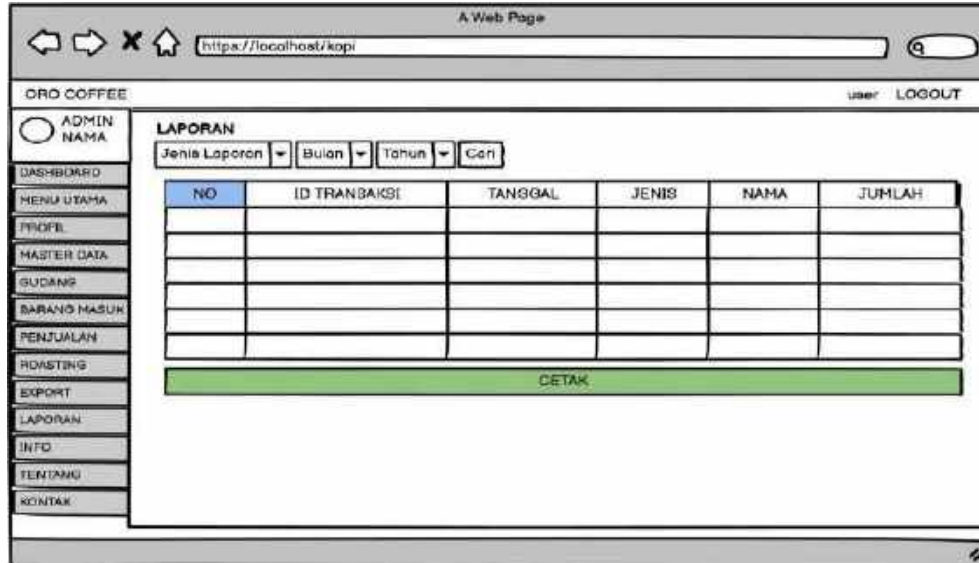 A Web Page
https://localhost/kopi
ORO COFFEE user LOGOUT
ADMIN
NAMA
LAPORAN
Jenis Laporan Bulan Tahun Cari
DASHBOARD
MENU UTAMA
PROFIL
MASTER DATA
GUDANG
BARANG MASUK
PENJUALAN
ROASTING
EXPORT
LAPORAN
INFO
TENTANG
KONTAK
NO ID TRANSAKSI TANGGAL JENIS NAMA JUMLAH
CETAK